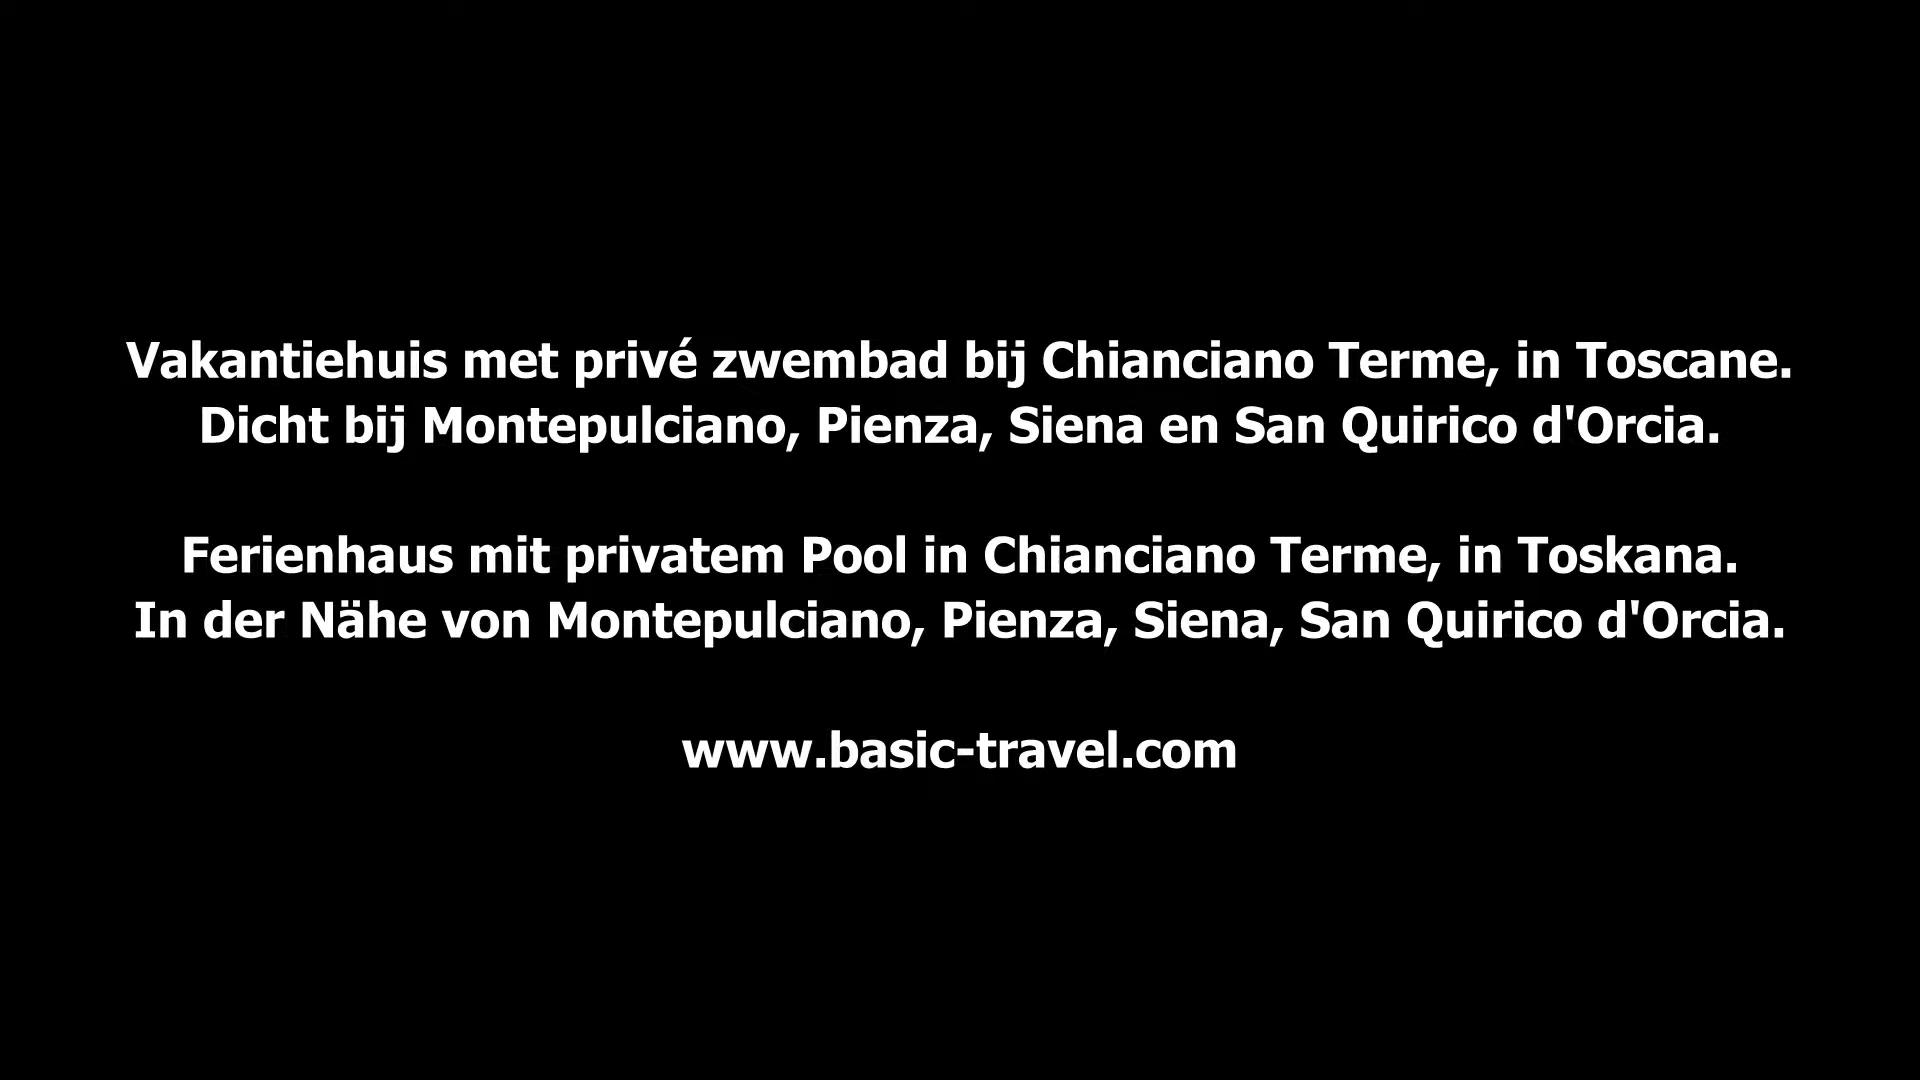 Vakantiehuis met privé zwembad bij Chianciano Terme, in Toscane.
Dicht bij Montepulciano, Pienza, Siena en San Quirico d'Orcia.
Ferienhaus mit privatem Pool in Chianciano Terme, in Toskana.
In der Nähe von Montepulciano, Pienza, Siena, San Quirico d'Orcia.
www.basic-travel.com